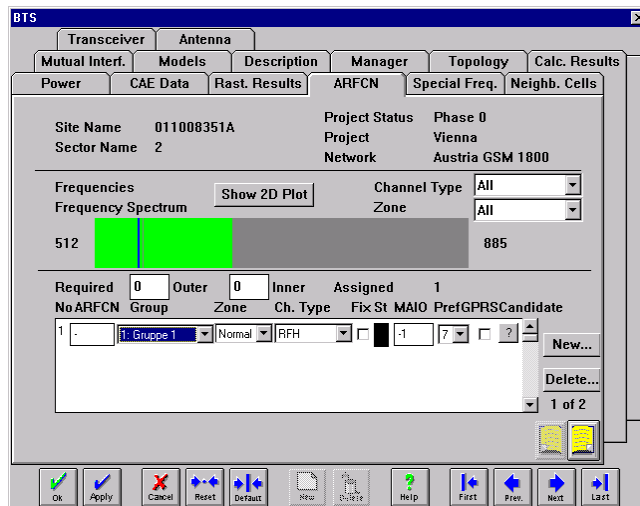 BTS
Transceiver Antenna
Mutual Interf. Models Description Manager Topology Calc. Results
Power CAE Data Rast. Results ARFCN Special Freq. Neighb. Cells
Site Name 011008351A Project Status Phase 0
Sector Name 2 Project Vienna
Network Austria GSM 1800
Frequencies Show 2D Plot Channel Type All
Frequency Spectrum Zone All
512 885
Required 0 Outer 0 Inner Assigned 1
No ARFCN Group Zone Ch. Type Fix St MAIO Pref GPRS Candidate
1 - 1: Gruppe 1 Normal RFH -1 7 ?
New...
Delete...
1 of 2
Ok Apply Cancel Reset Default New Delete Help First Prev. Next Last